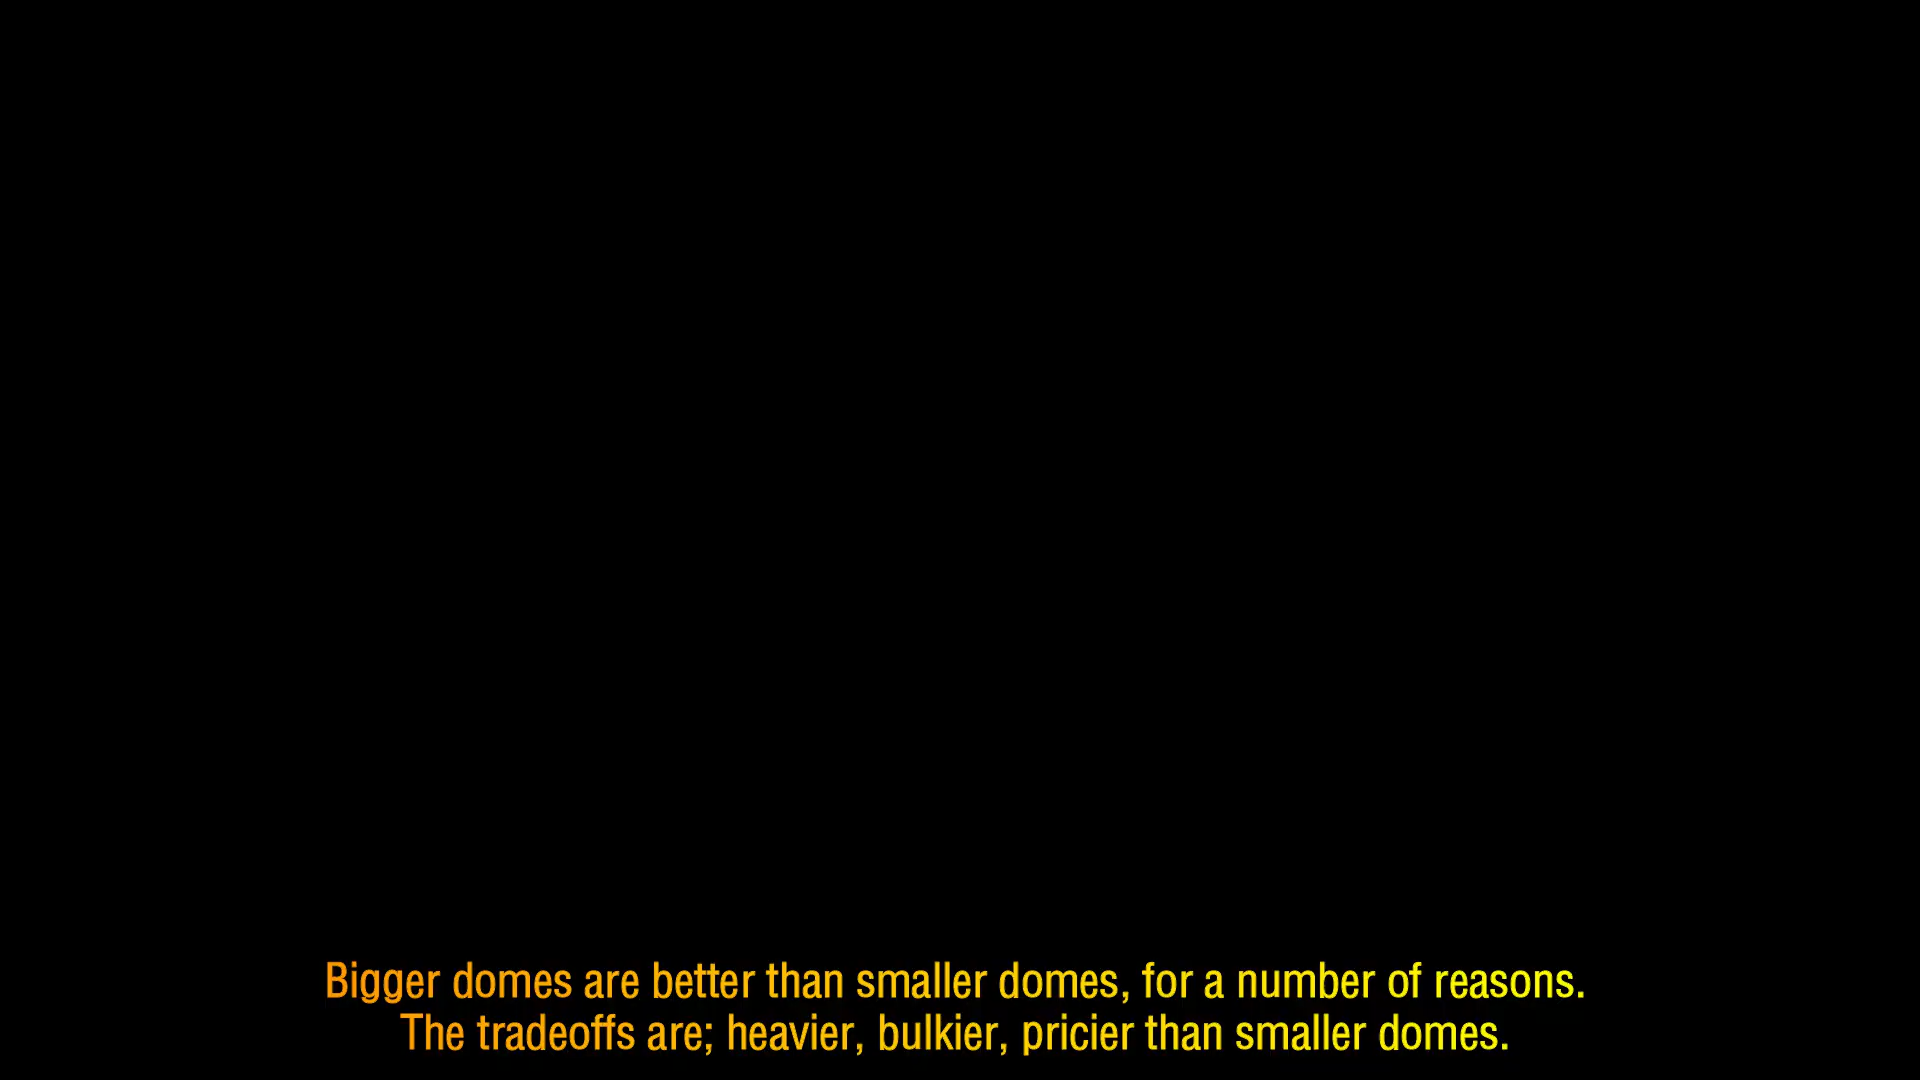 Bigger domes are better than smaller domes, for a number of reasons.
The tradeoffs are; heavier, bulkier, pricier than smaller domes.